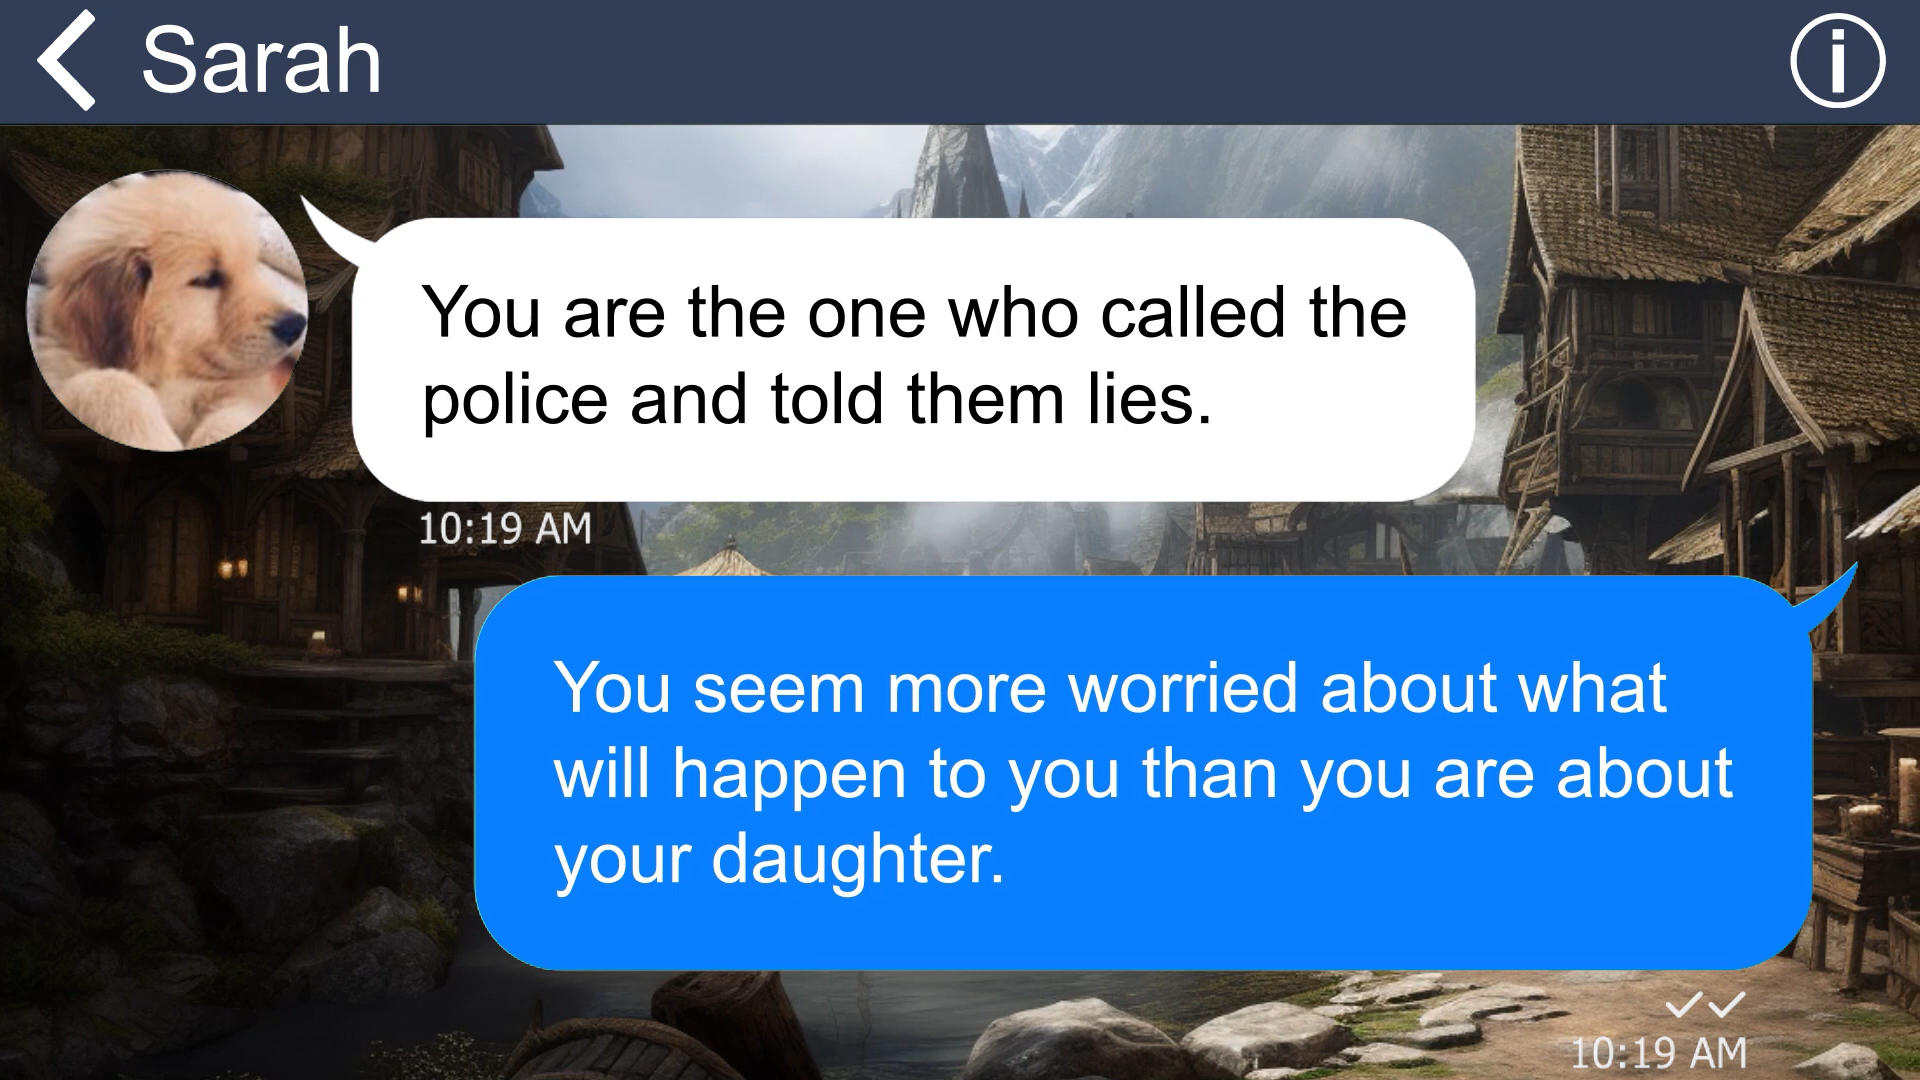 Sarah
You are the one who called the
police and told them lies.
10:19 AM
You seem more worried about what
will happen to you than you are about
your daughter.
10:19 AM